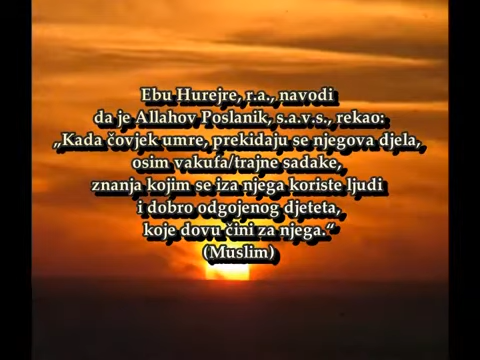 Ebu Hurejre, r.a., navodi
da je Allahov Poslanik, s.a.v.s., rekao:
„Kada čovjek umre, prekidaju se njegova djela,
osim vakufa/trajne sadake,
znanja kojim se iza njega koriste ljudi
i dobro odgojenog djeteta,
koje dovu čini za njega.“
(Muslim)